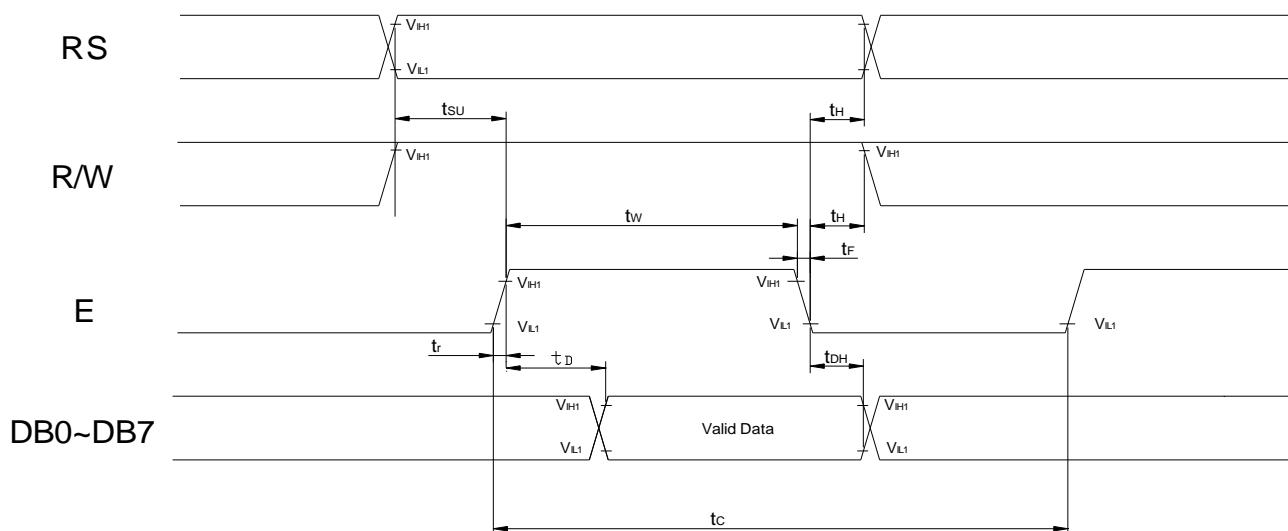 RS
VIH1
VIL1
tSU
tH
R/W
VIH1
VIH1
tW
tH
tF
E
VIH1
VIH1
VIL1
VIL1
VIL1
tr
tD
tDH
DB0~DB7
VIH1
VIH1
Valid Data
VIL1
VIL1
tC